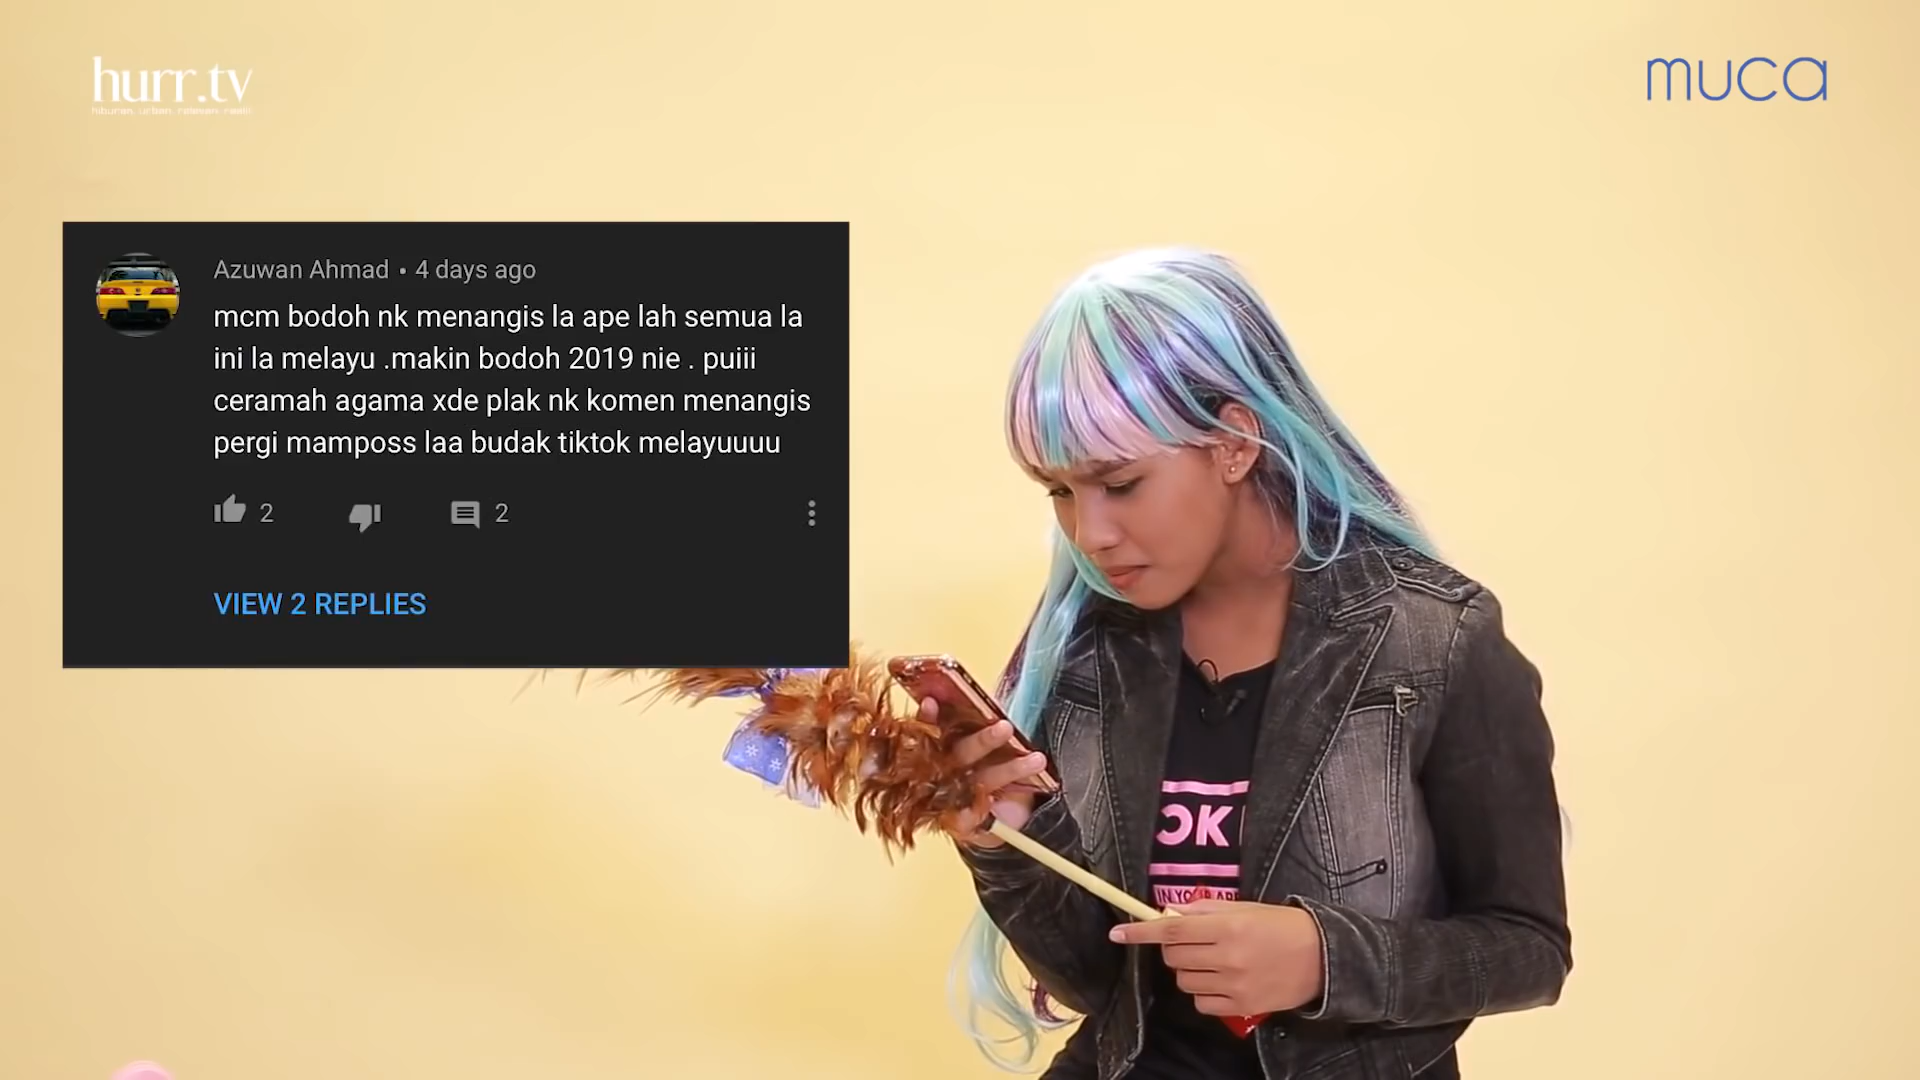 hurr.tv
muca
Azuwan Ahmad • 4 days ago
mcm bodoh nk menangis la ape lah semua la
ini la melayu .makin bodoh 2019 nie . puiii
ceramah agama xde plak nk komen menangis
pergi mamposs laa budak tiktok melayuuuu
2
2
VIEW 2 REPLIES